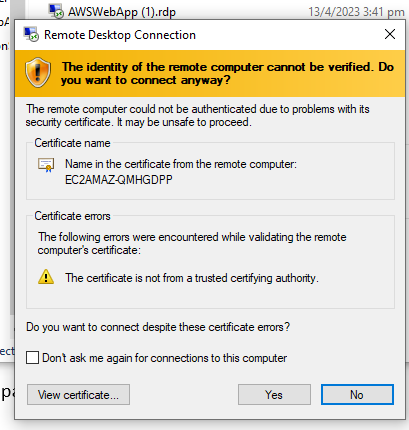 AWSWebApp (1).rdp 13/4/2023 3:41 pm
Remote Desktop Connection
The identity of the remote computer cannot be verified. Do
you want to connect anyway?
The remote computer could not be authenticated due to problems with its
security certificate. It may be unsafe to proceed.
Certificate name
Name in the certificate from the remote computer:
EC2AMAZ-QMHGDPP
Certificate errors
The following errors were encountered while validating the remote
computer's certificate:
The certificate is not from a trusted certifying authority.
Do you want to connect despite these certificate errors?
Don't ask me again for connections to this computer
View certificate...
Yes
No